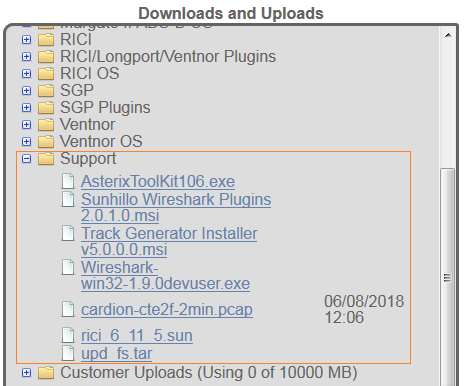 Downloads and Uploads
RICI
RICI/Longport/Ventnor Plugins
RICI OS
SGP
SGP Plugins
Ventnor
Ventnor OS
Support
AsterixToolKit106.exe
Sunhillo Wireshark Plugins
2.0.1.0.msi
Track Generator Installer
v5.0.0.0.msi
Wireshark-
win32-1.9.0devuser.exe
cardion-cte2f-2min.pcap
06/08/2018
12:06
rici_6_11_5.sun
upd_fs.tar
Customer Uploads (Using 0 of 10000 MB)